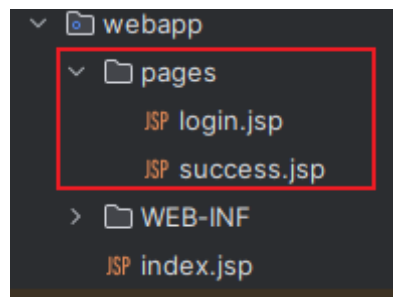 webapp
pages
JSP login.jsp
JSP success.jsp
WEB-INF
JSP index.jsp